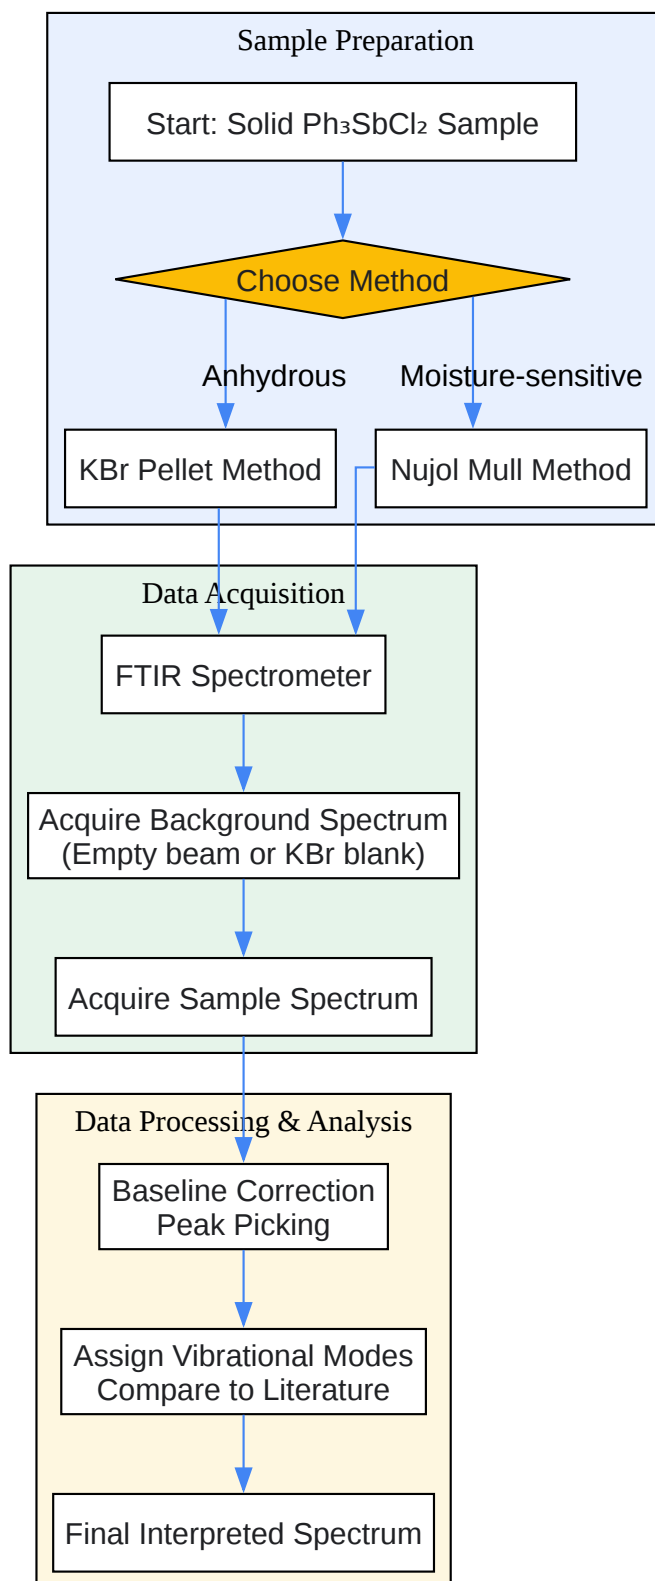 Sample Preparation
Start: Solid Ph₃SbCl₂ Sample
Choose Method
Anhydrous
Moisture-sensitive
KBr Pellet Method
Nujol Mull Method
Data Acquisition
FTIR Spectrometer
Acquire Background Spectrum
(Empty beam or KBr blank)
Acquire Sample Spectrum
Data Processing & Analysis
Baseline Correction
Peak Picking
Assign Vibrational Modes
Compare to Literature
Final Interpreted Spectrum